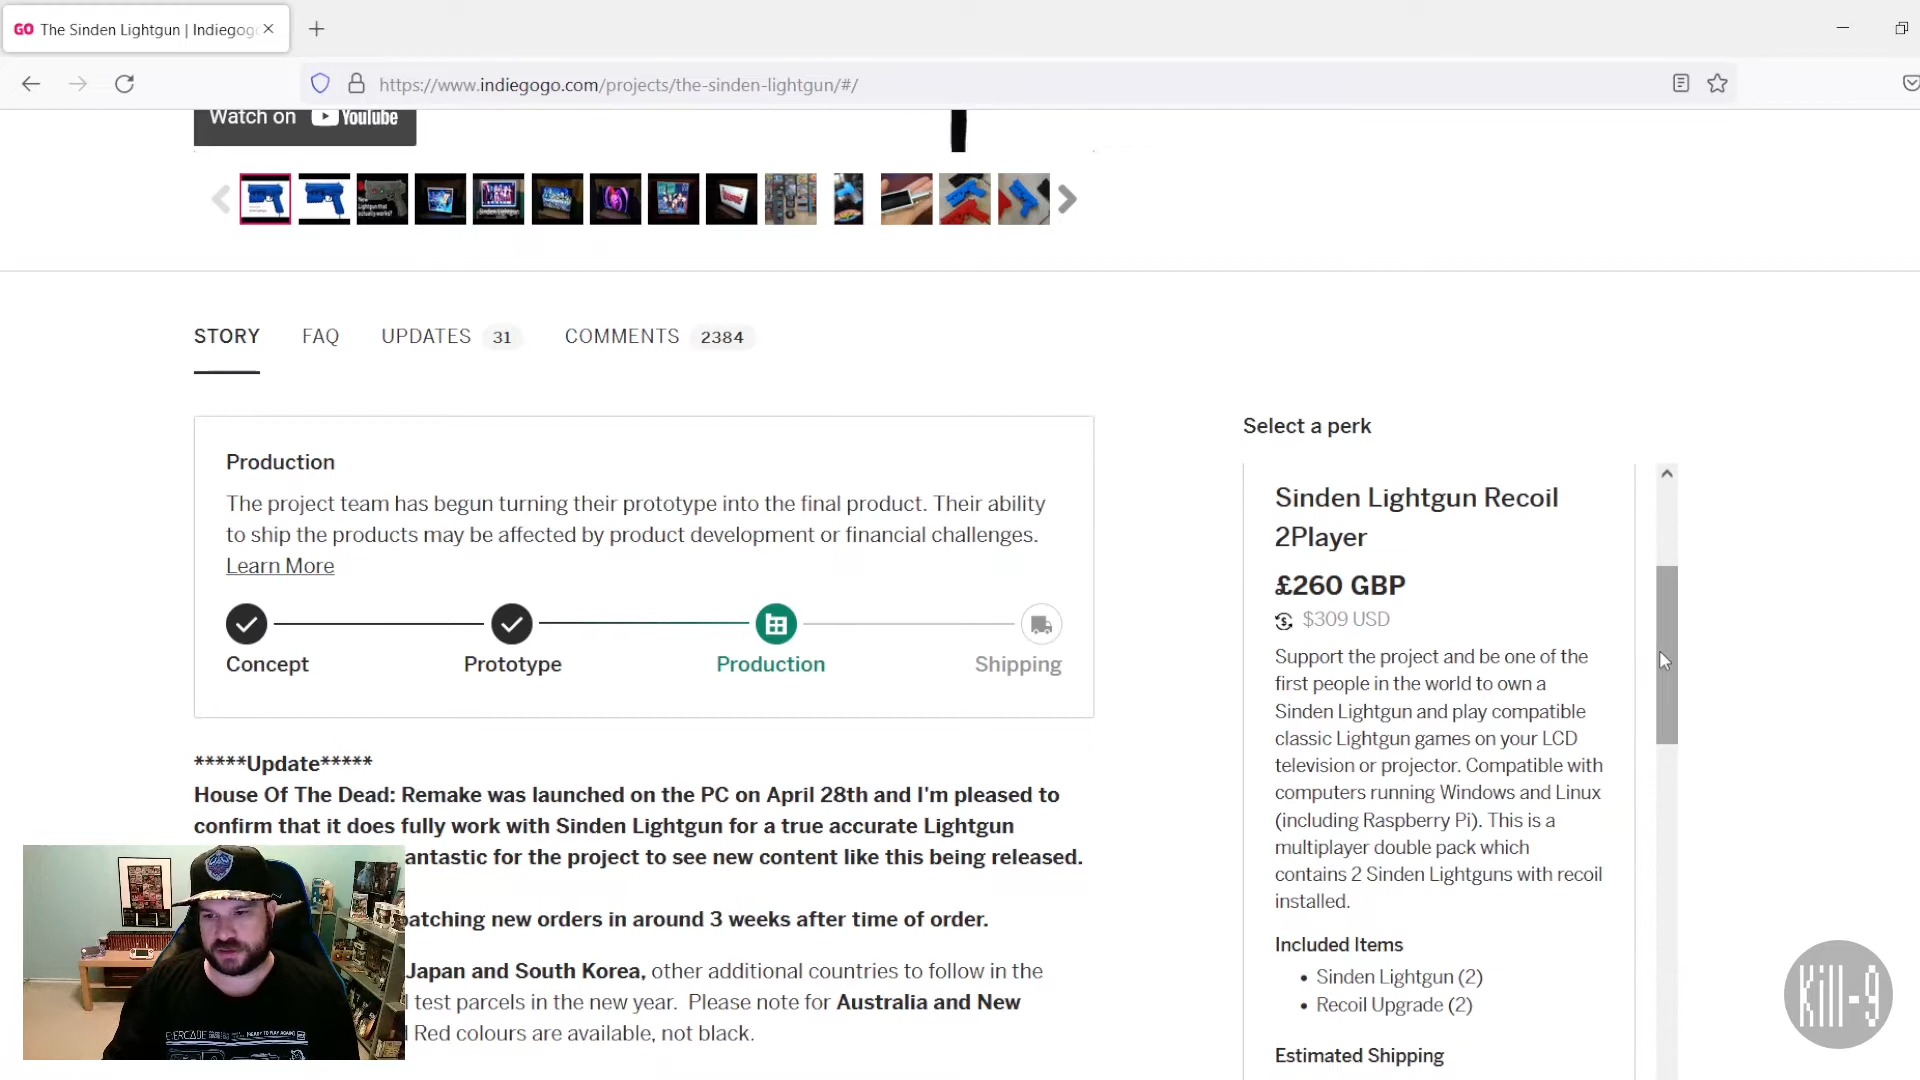 GO The Sinden Lightgun | Indiegog
https://www.indiegogo.com/projects/the-sinden-lightgun/#/
Watch on YouTube
STORY FAQ UPDATES 31 COMMENTS 2384
Production
The project team has begun turning their prototype into the final product. Their ability
to ship the products may be affected by product development or financial challenges.
Learn More
Concept Prototype Production Shipping
*****Update*****
House Of The Dead: Remake was launched on the PC on April 28th and I'm pleased to
confirm that it does fully work with Sinden Lightgun for a true accurate Lightgun
antastic for the project to see new content like this being released.
patching new orders in around 3 weeks after time of order.
Japan and South Korea, other additional countries to follow in the
test parcels in the new year. Please note for Australia and New
Red colours are available, not black.
Select a perk
Sinden Lightgun Recoil
2Player
£260 GBP
$309 USD
Support the project and be one of the
first people in the world to own a
Sinden Lightgun and play compatible
classic Lightgun games on your LCD
television or projector. Compatible with
computers running Windows and Linux
(including Raspberry Pi). This is a
multiplayer double pack which
contains 2 Sinden Lightguns with recoil
installed.
Included Items
• Sinden Lightgun (2)
• Recoil Upgrade (2)
Estimated Shipping
Kill-9